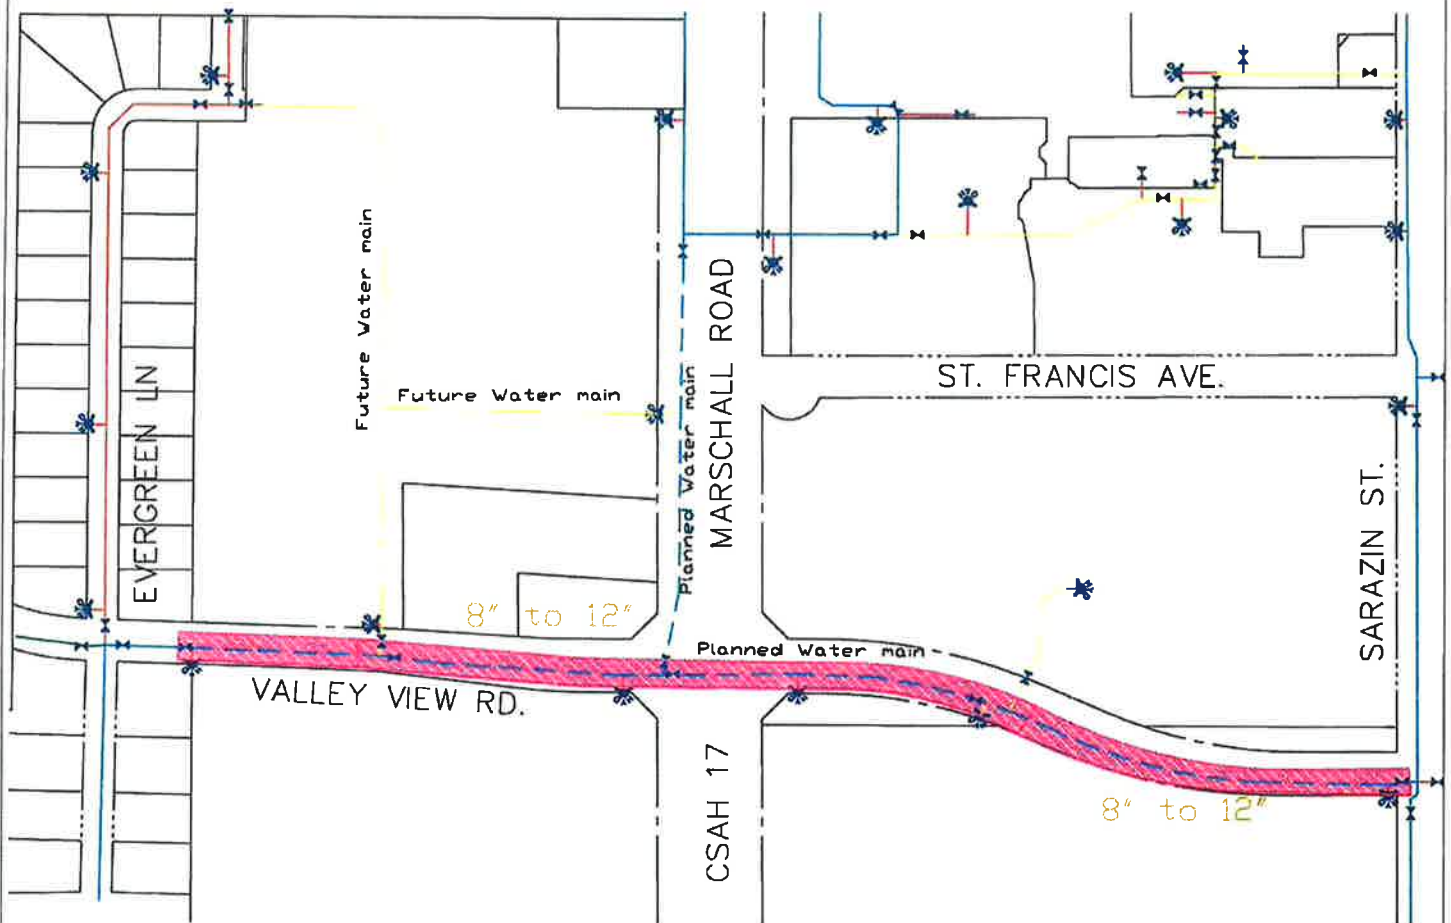 Future Water main
Future Water main
Planned Water main
MARSCHALL ROAD
ST. FRANCIS AVE.
EVERGREEN LN
SARAZIN ST.
8" to 12"
Planned Water main
VALLEY VIEW RD.
CSAH 17
8" to 12"